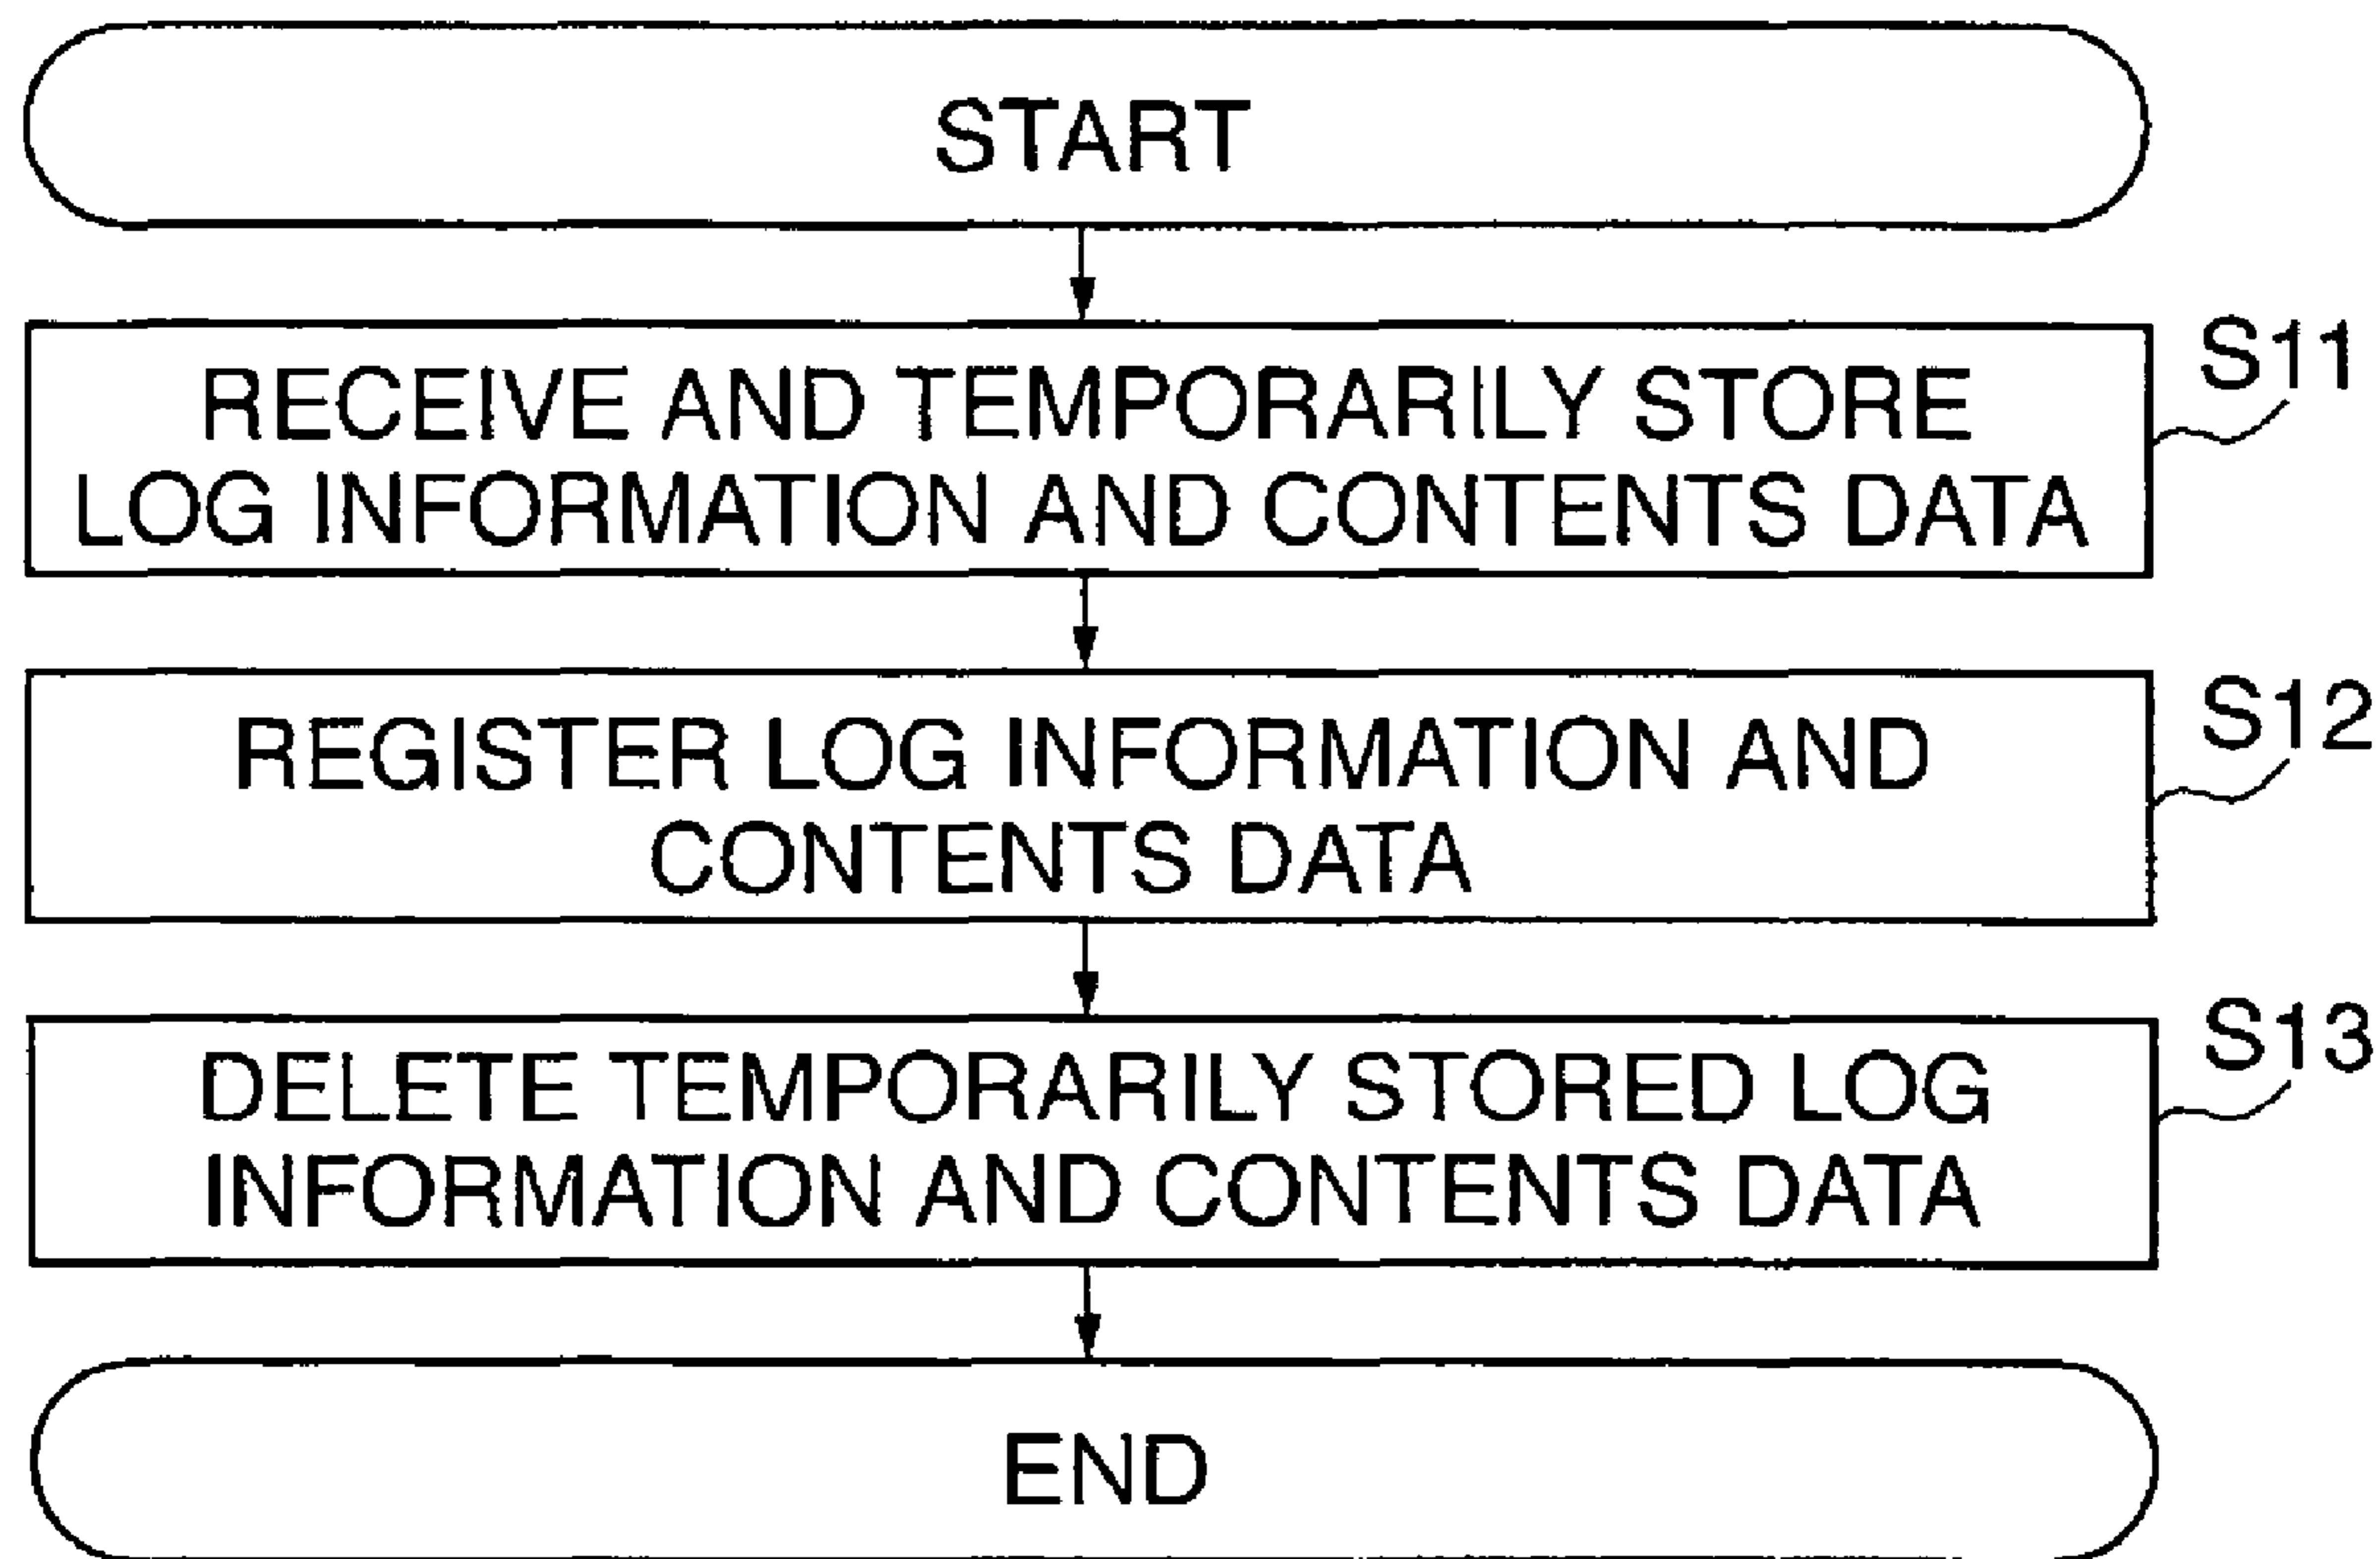 START
S11
RECEIVE AND TEMPORARILY STORE
LOG INFORMATION AND CONTENTS DATA
S12
REGISTER LOG INFORMATION AND
CONTENTS DATA
S13
DELETE TEMPORARILY STORED LOG
INFORMATION AND CONTENTS DATA
END